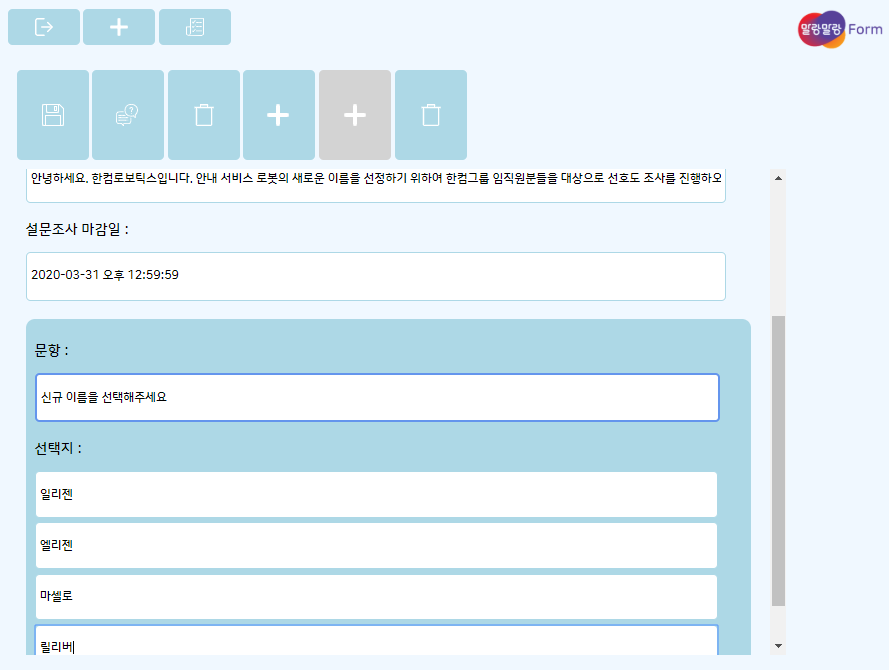 말랑말랑 Form
안녕하세요. 한컴로보틱스입니다. 안내 서비스 로봇의 새로운 이름을 선정하기 위하여 한컴그룹 임직원분들을 대상으로 선호도 조사를 진행하오
설문조사 마감일 :
2020-03-31 오후 12:59:59
문항 :
신규 이름을 선택해주세요
선택지 :
일리젠
엘리젠
마셀로
릴리버